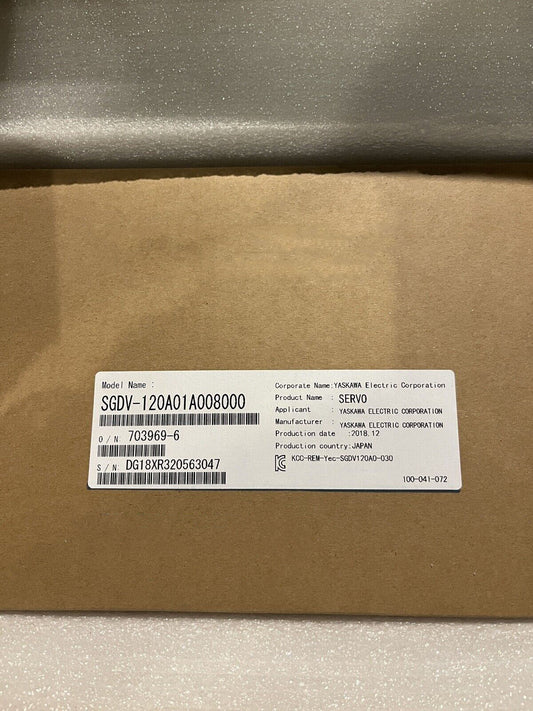 Model Name :
SGDV-120A01A008000
O/N: 703969-6
S/N: DG18XR320563047
Corporate Name:YASKAWA Electric Corporation
Product Name : SERVO
Applicant : YASKAWA ELECTRIC CORPORATION
Manufacturer : YASKAWA ELECTRIC CORPORATION
Production date :2018.12
Production country:JAPAN
KCC-REM-Yec-SGDV120A0-030
100-041-072